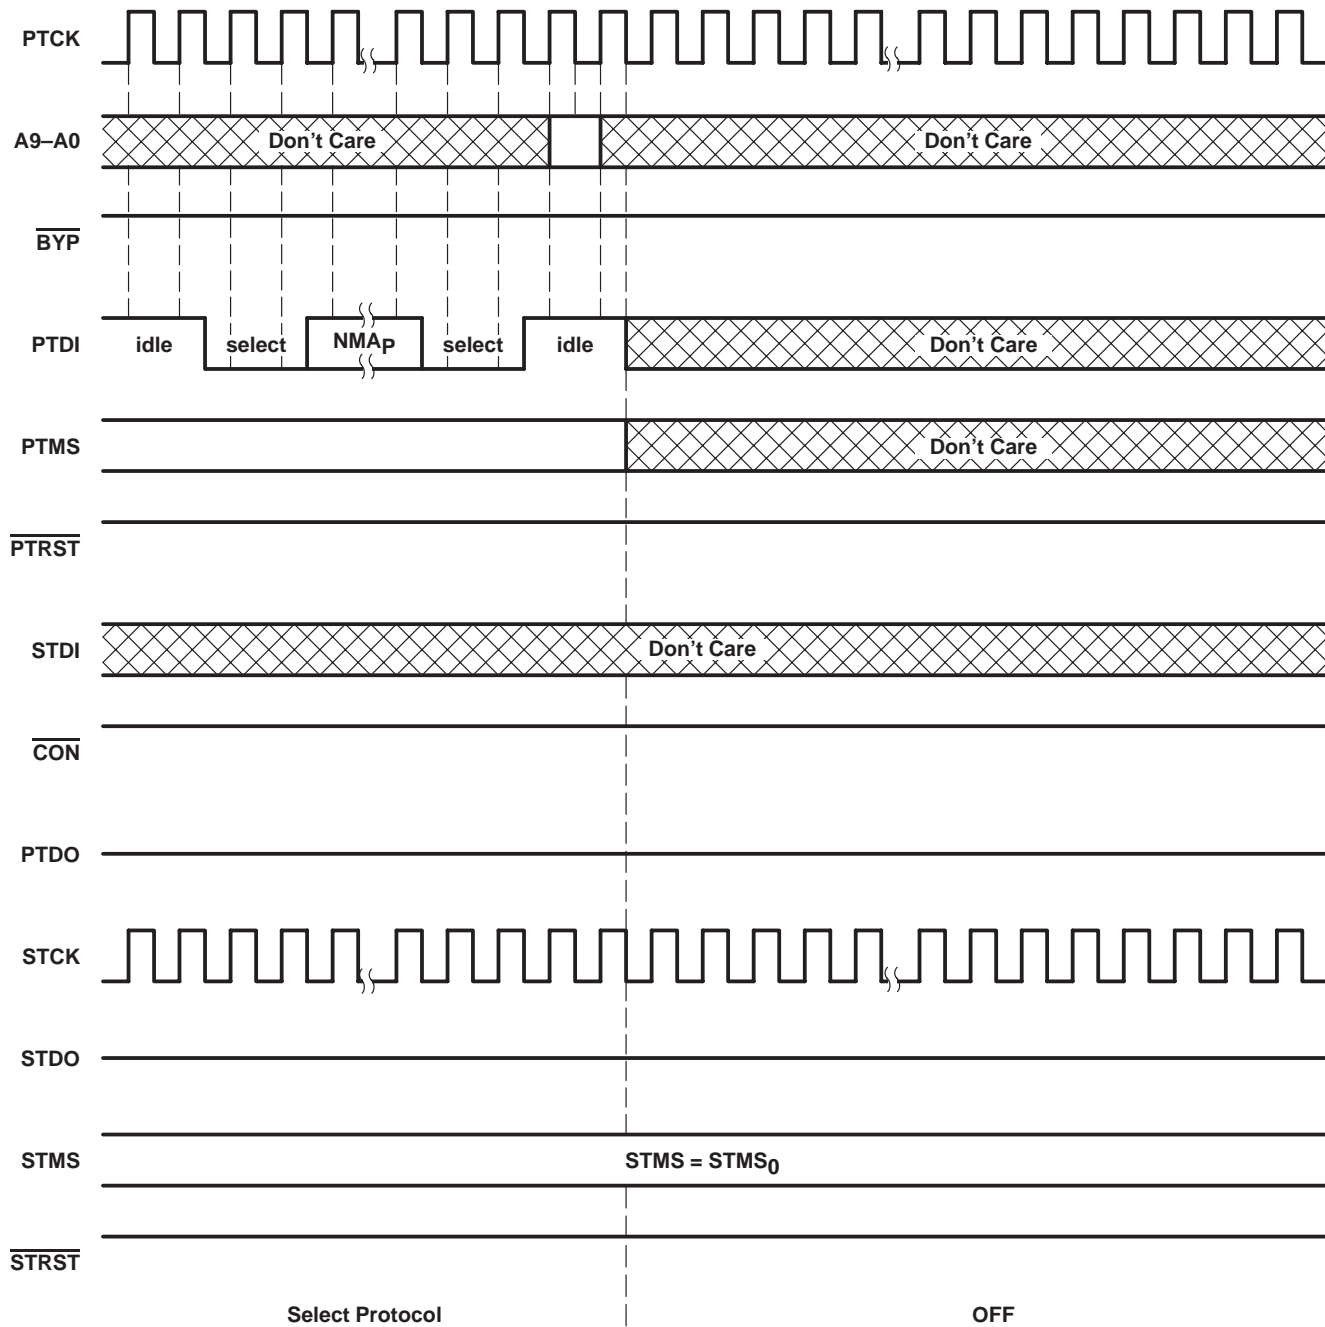 PTCK
A9–A0 Don't Care Don't Care
BYP
PTDI idle select NMAP select idle Don't Care
PTMS Don't Care
PTRST
STDI Don't Care
CON
PTDO
STCK
STDO
STMS STMS = STMS0
STRST
Select Protocol OFF